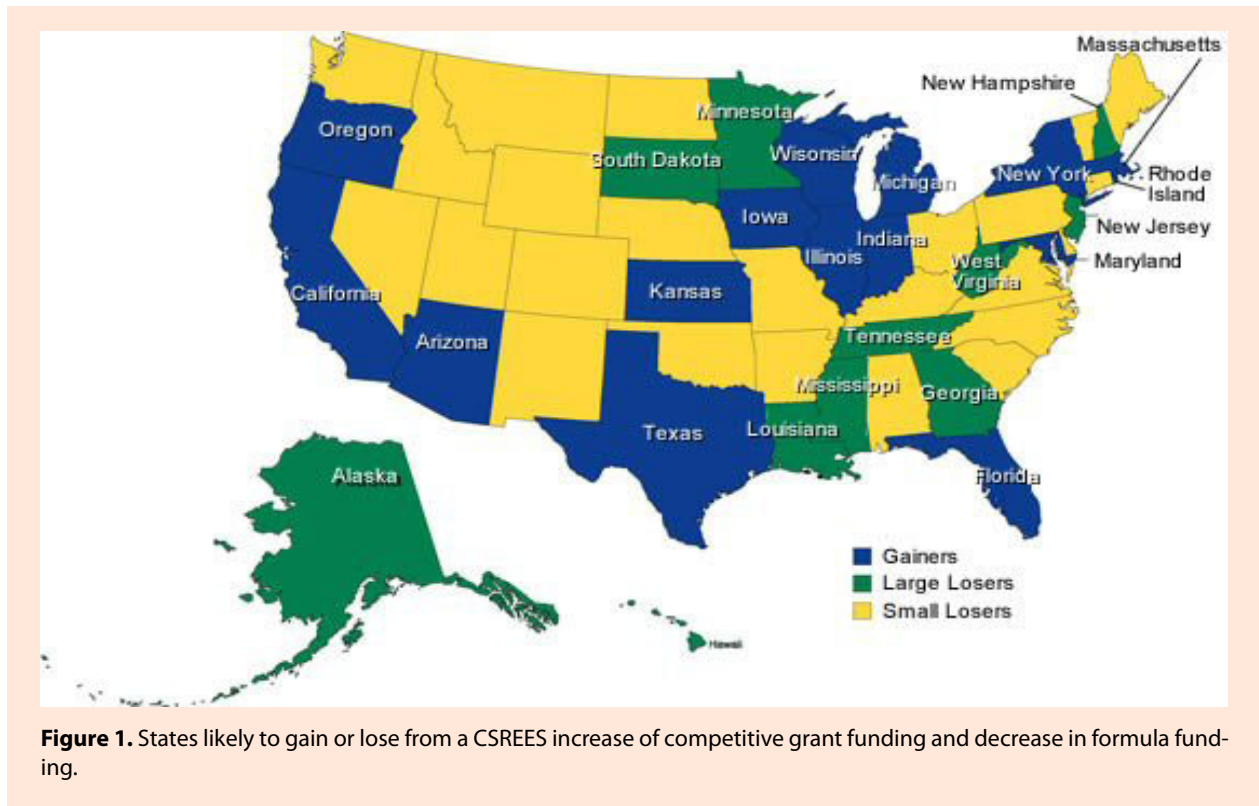 Massachusetts
New Hampshire
Minnesota
Oregon
South Dakota
Wisonsin
Michigan
New York
Rhode
Island
Iowa
New Jersey
Indiana
Illinois
West
Virginia
Maryland
California
Kansas
Arizona
Tennessee
Mississippi
Georgia
Texas
Louisiana
Alaska
Florida
Gainers
Large Losers
Small Losers
Hawaii
Figure 1. States likely to gain or lose from a CSREES increase of competitive grant funding and decrease in formula fund-
ing.